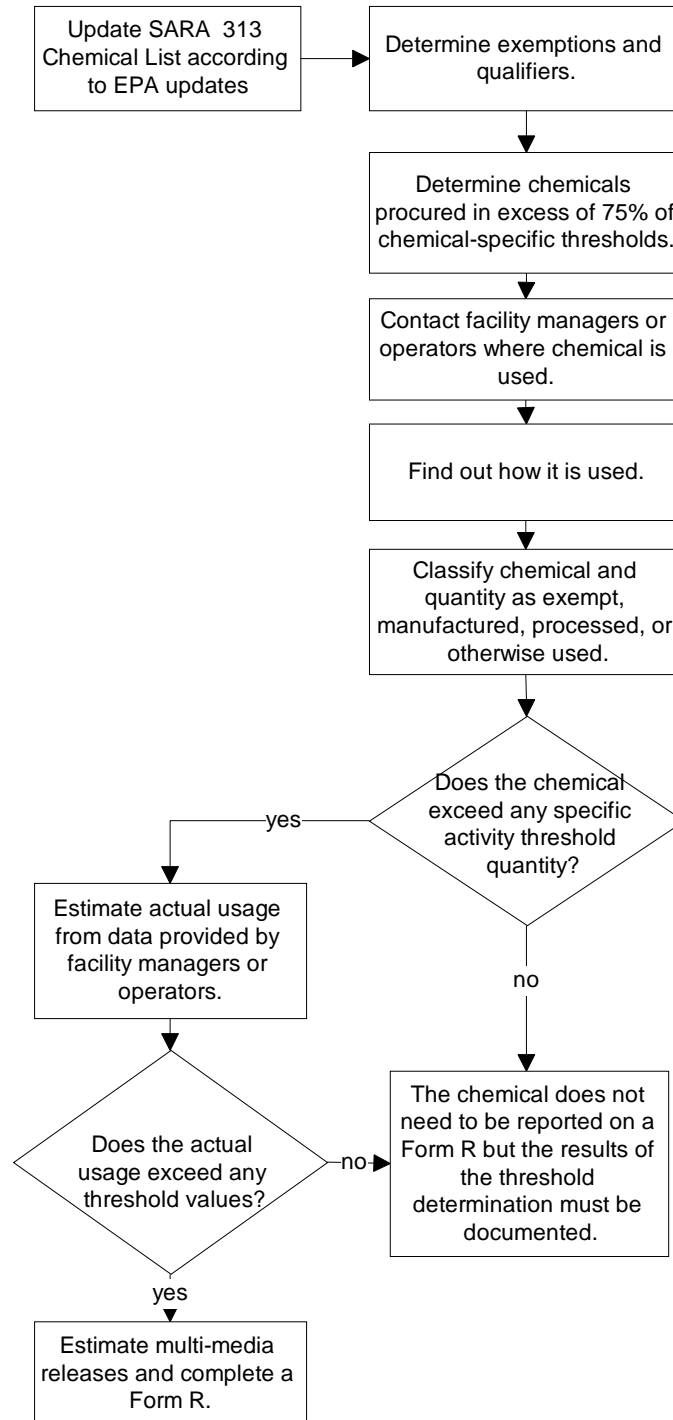 Update SARA  313
Chemical List according
to EPA updates
Determine exemptions and
qualifiers.
Determine chemicals
procured in excess of 75% of
chemical-specific thresholds.
Contact facility managers or
operators where chemical is
used.
Find out how it is used.
Classify chemical and
quantity as exempt,
manufactured, processed, or
otherwise used.
Does the chemical
exceed any specific
activity threshold
quantity?
yes
Estimate actual usage
from data provided by
facility managers or
operators.
no
Does the actual
usage exceed any
threshold values?
no
The chemical does not
need to be reported on a
Form R but the results of
the threshold
determination must be
documented.
yes
Estimate multi-media
releases and complete a
Form R.